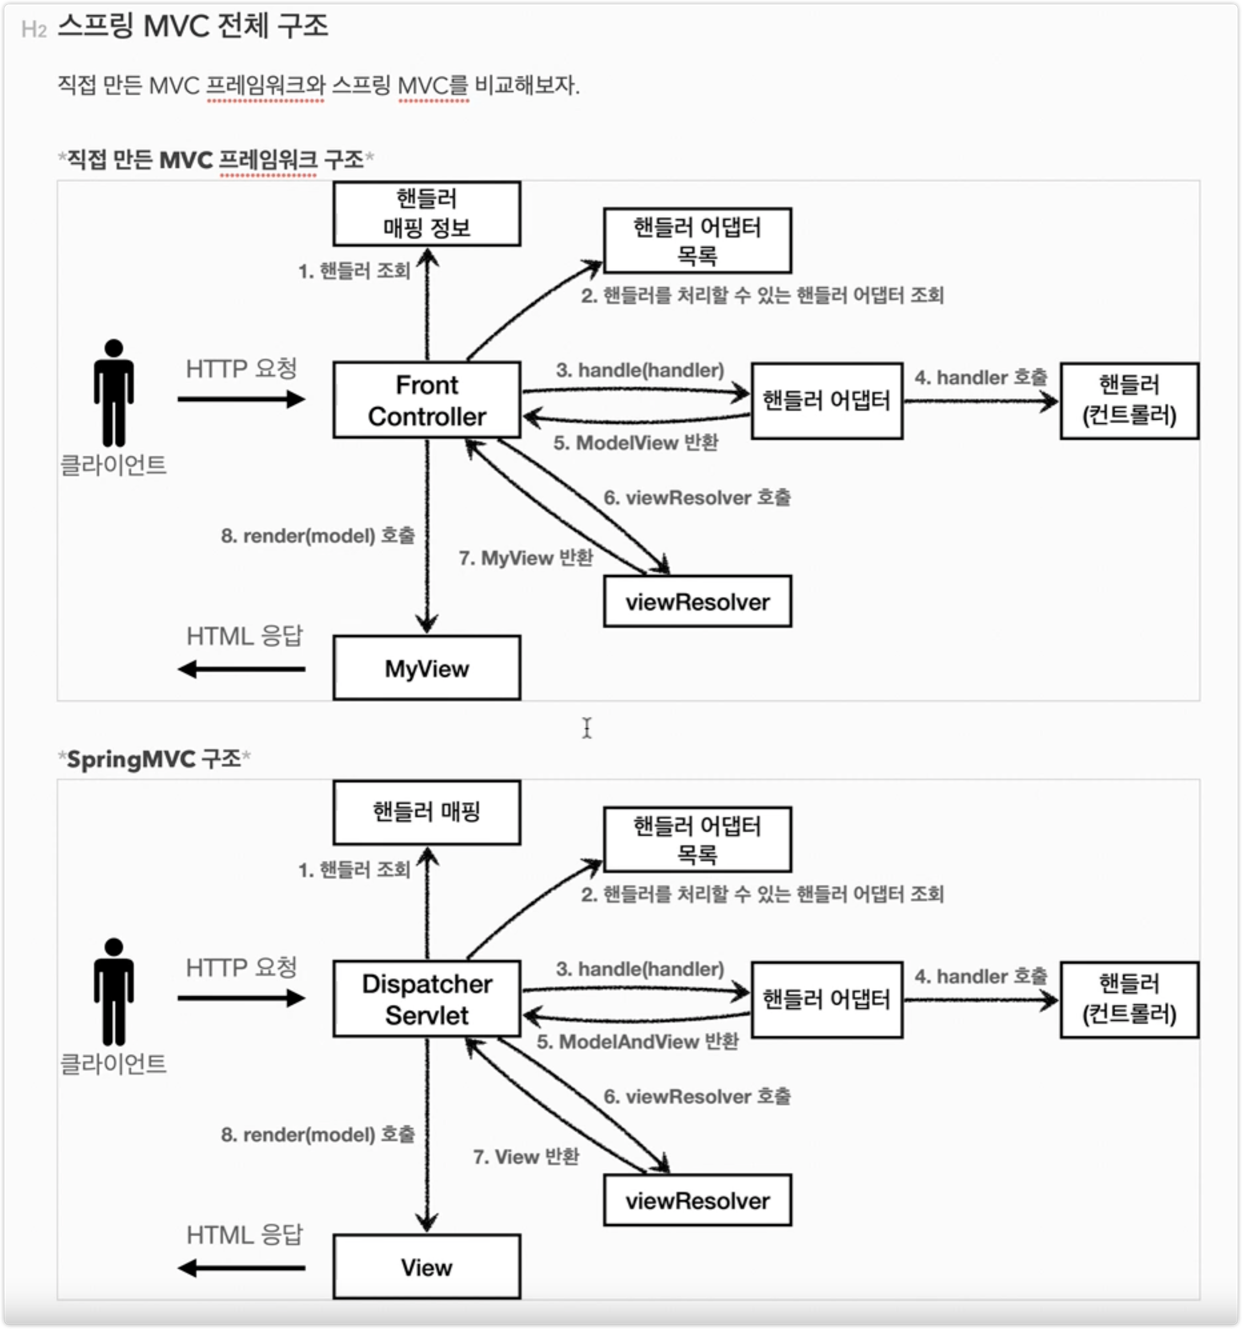 H2 스프링 MVC 전체 구조
직접 만든 MVC 프레임워크와 스프링 MVC를 비교해보자.
*직접 만든 MVC 프레임워크 구조*
핸들러
매핑 정보
핸들러 어댑터
목록
1. 핸들러 조회
2. 핸들러를 처리할 수 있는 핸들러 어댑터 조회
HTTP 요청
Front
Controller
3. handle(handler)
핸들러 어댑터
4. handler 호출
핸들러
(컨트롤러)
5. ModelView 반환
클라이언트
6. viewResolver 호출
8. render(model) 호출
7. MyView 반환
viewResolver
HTML 응답
MyView
*SpringMVC 구조*
핸들러 매핑
핸들러 어댑터
목록
1. 핸들러 조회
2. 핸들러를 처리할 수 있는 핸들러 어댑터 조회
HTTP 요청
Dispatcher
Servlet
3. handle(handler)
핸들러 어댑터
4. handler 호출
핸들러
(컨트롤러)
5. ModelAndView 반환
클라이언트
6. viewResolver 호출
8. render(model) 호출
7. View 반환
viewResolver
HTML 응답
View